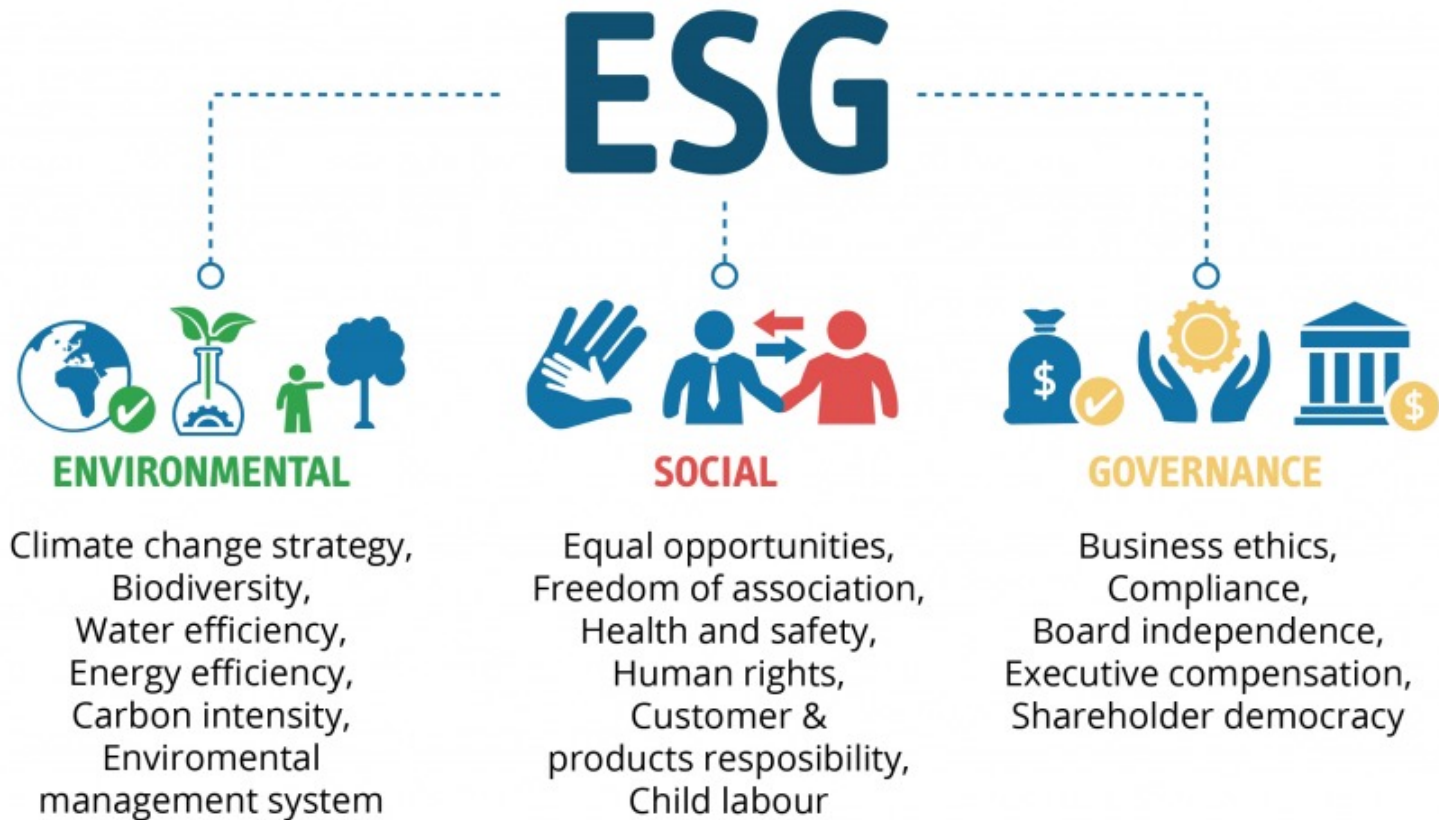 ESG
ENVIRONMENTAL
Climate change strategy,
Biodiversity,
Water efficiency,
Energy efficiency,
Carbon intensity,
Enviromental
management system
SOCIAL
Equal opportunities,
Freedom of association,
Health and safety,
Human rights,
Customer &
products resposibility,
Child labour
$
$
GOVERNANCE
Business ethics,
Compliance,
Board independence,
Executive compensation,
Shareholder democracy